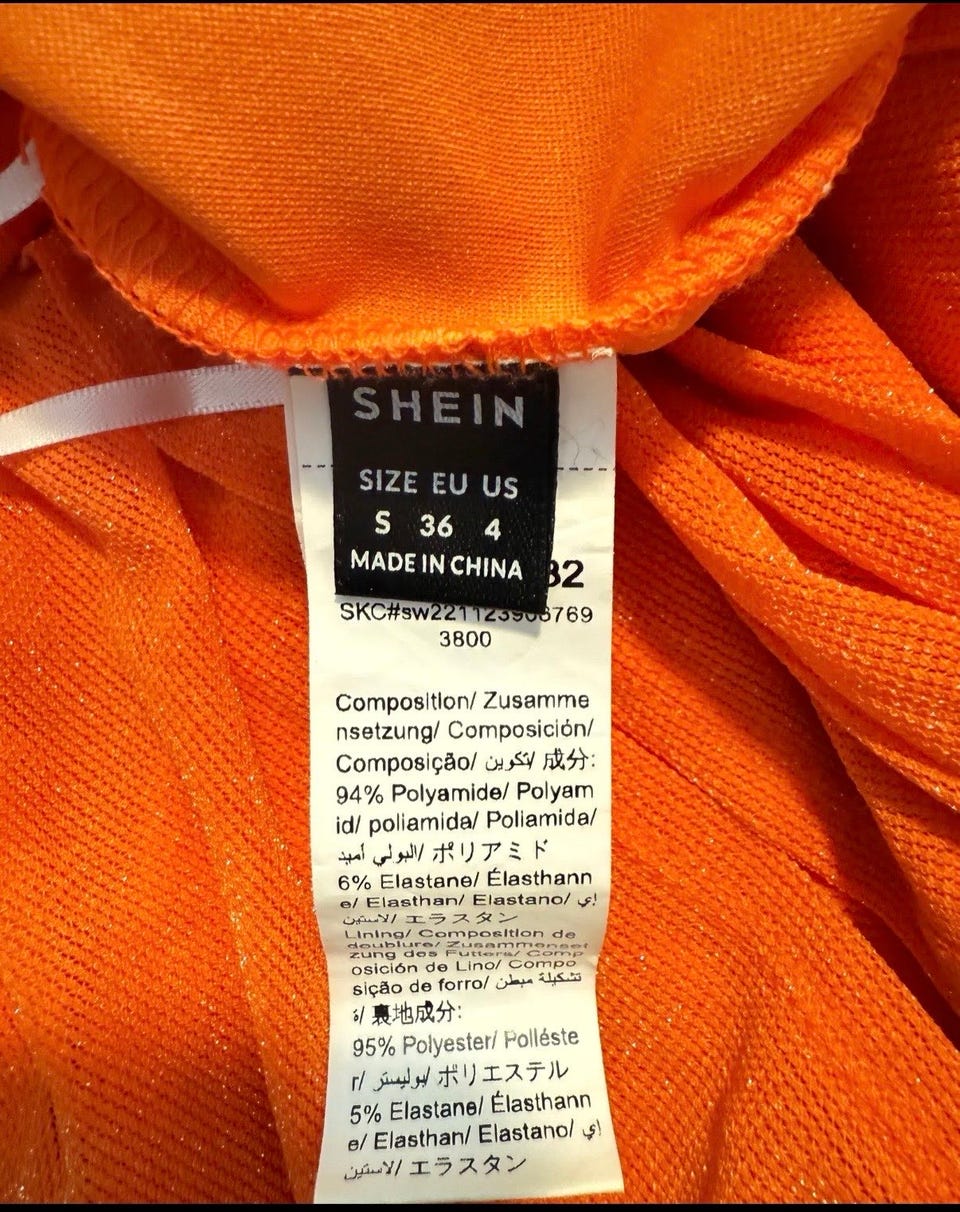 SHEIN
SIZE EU US
S 36 4
MADE IN CHINA
32
3800
Composition/ Zusamme
nsetzung/ Composición/
Composição/ تكوين/ 成分:
94% Polyamide/ Polyam
id/ poliamida/ Poliamida/
البولي أميد/ ポリアミド
6% Elastane/ Élasthann
e/ Elasthan/ Elastano/ إي
لاستين/ エラスタン
Lining/ Composition de
doublure/ Zusammenset
zung des Futters/ Comp
osición de Lino/ Compo
sição de forro/ تشكيلة مبطن
ة/ 裏地成分:
95% Polyester/ Polléste
r/ بوليستر/ ポリエステル
5% Elastane/ Élasthann
e/ Elasthan/ Elastano/ إي
لاستين/ エラスタン